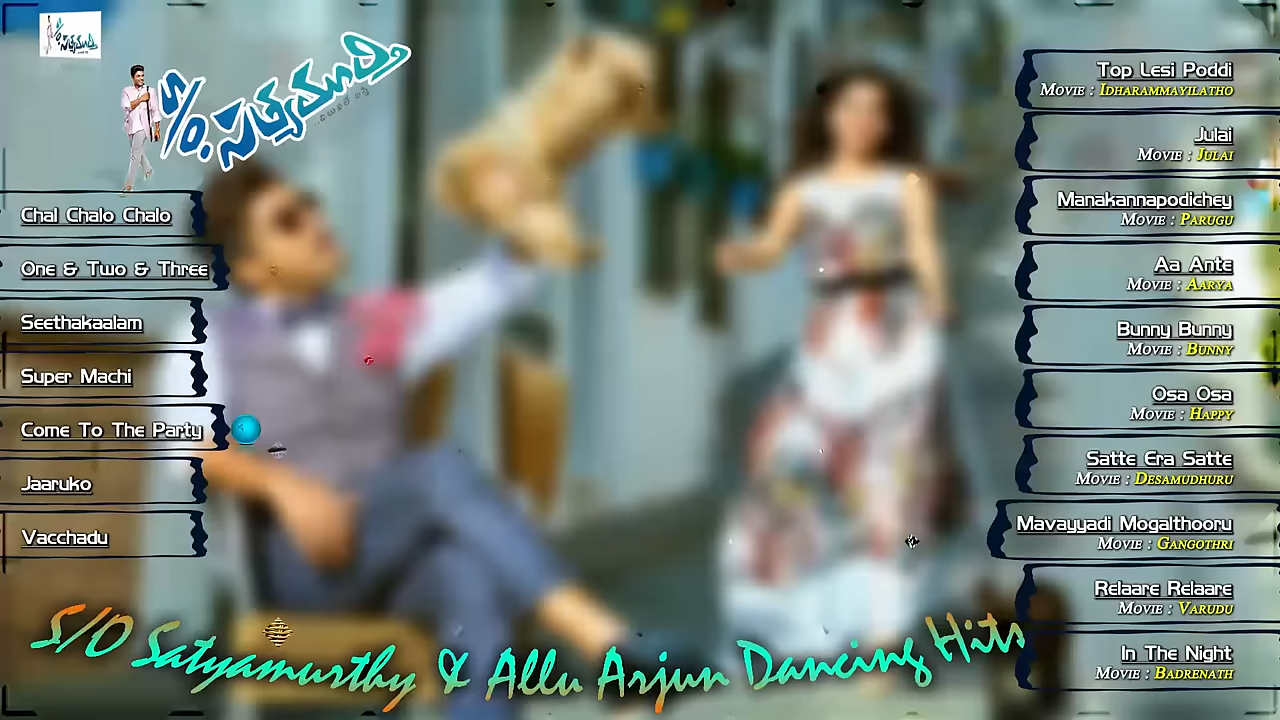 S/o. సత్యమూర్తి
Chal Chalo Chalo
One & Two & Three
Seethakaalam
Super Machi
Come To The Party
Jaaruko
Vacchadu
Top Lesi Poddi
Movie : Idharammayilatho
Julai
Movie : Julai
Manakannapodichey
Movie : Parugu
Aa Ante
Movie : Aarya
Bunny Bunny
Movie : Bunny
Osa Osa
Movie : Happy
Satte Era Satte
Movie : Desamudhuru
Mavayyadi Mogalthooru
Movie : Gangothri
Relaare Relaare
Movie : Varudu
In The Night
Movie : Badrenath
S/O Satyamurthy & Allu Arjun Dancing Hits